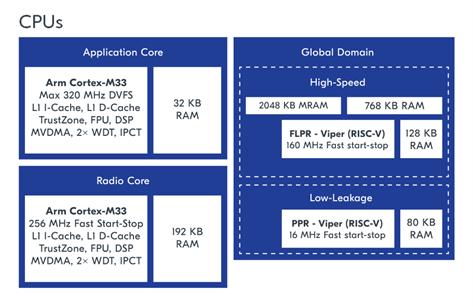 CPUs
Application Core
Arm Cortex-M33
Max 320 MHz DVFS
L1 I-Cache, L1 D-Cache
TrustZone, FPU, DSP
MVDMA, 2× WDT, IPCT
32 KB
RAM
Radio Core
Arm Cortex-M33
256 MHz Fast Start-Stop
L1 I-Cache, L1 D-Cache
TrustZone, FPU, DSP
MVDMA, 2× WDT, IPCT
192 KB
RAM
Global Domain
High-Speed
2048 KB MRAM
768 KB RAM
FLPR - Viper (RISC-V)
160 MHz Fast start-stop
128 KB
RAM
Low-Leakage
PPR - Viper (RISC-V)
16 MHz Fast start-stop
80 KB
RAM